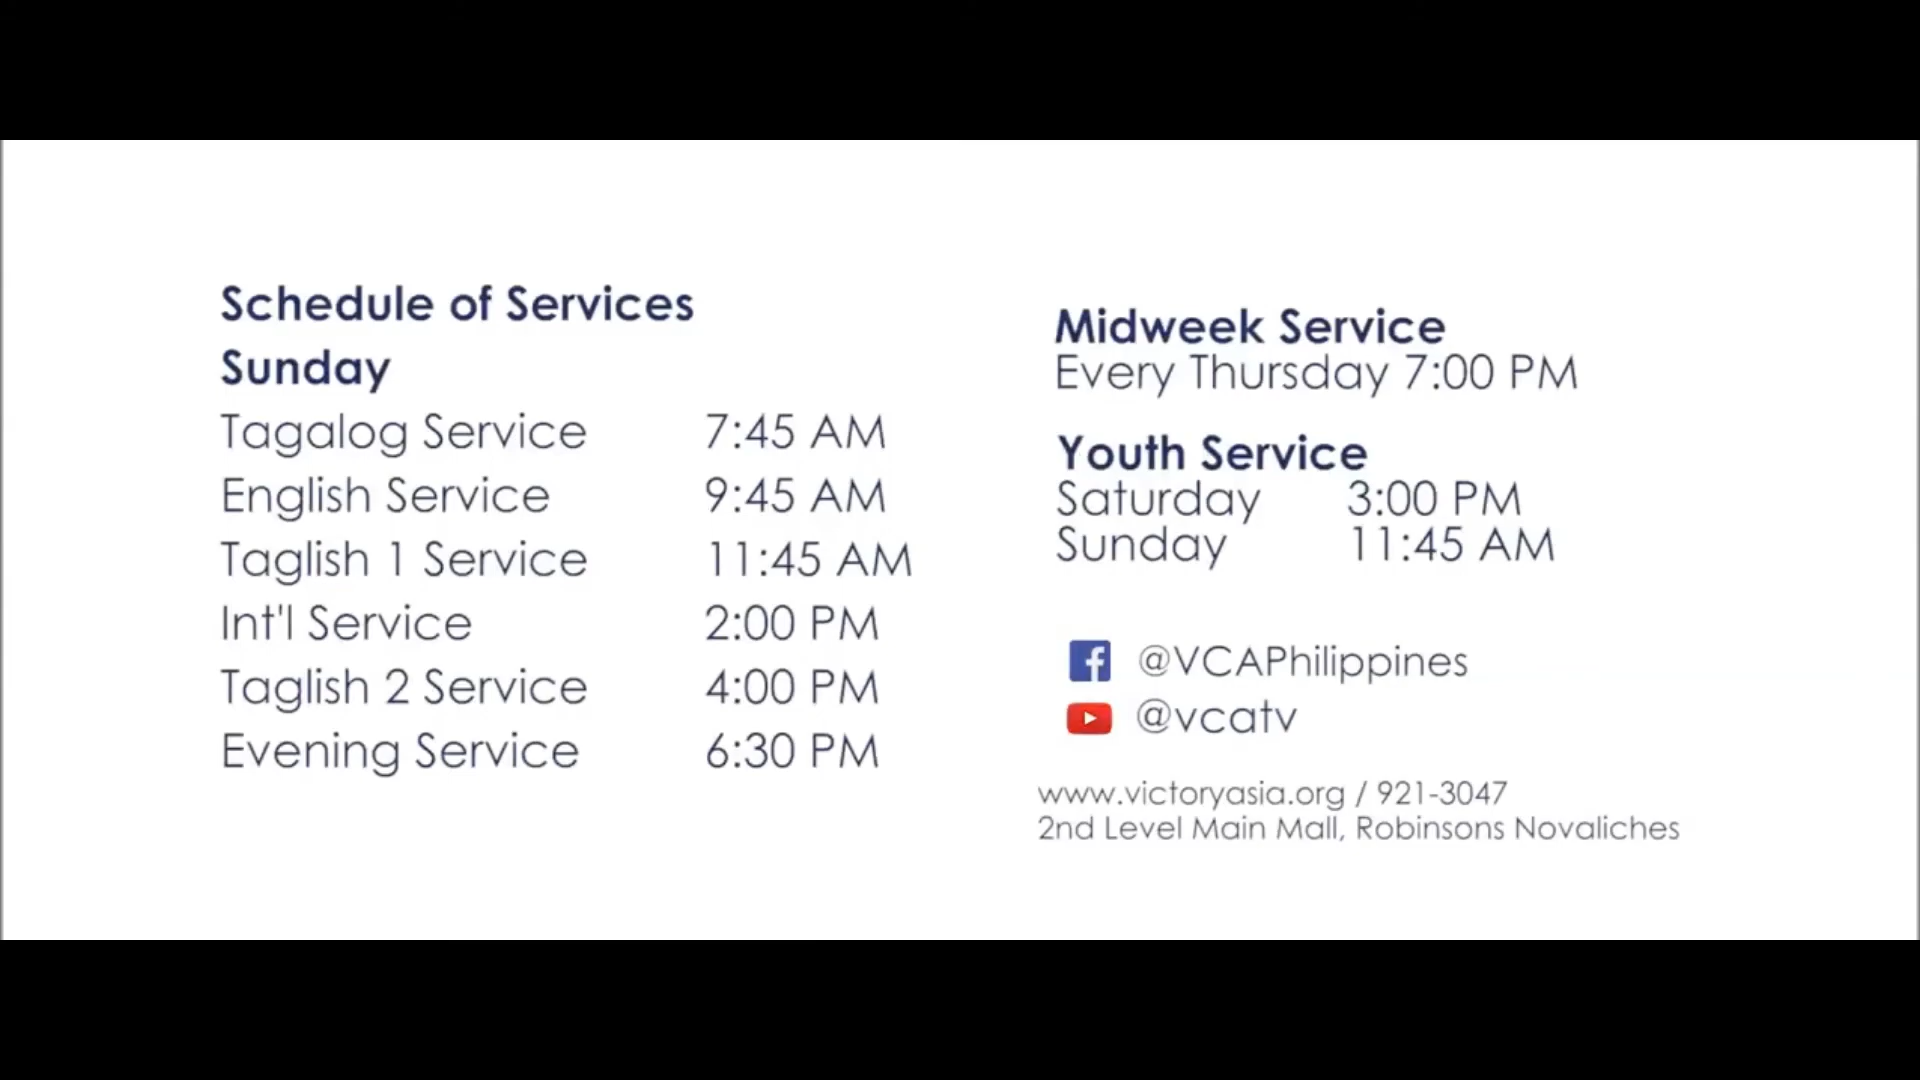 Schedule of Services
Sunday
Tagalog Service 7:45 AM
English Service 9:45 AM
Taglish 1 Service 11:45 AM
Int'l Service 2:00 PM
Taglish 2 Service 4:00 PM
Evening Service 6:30 PM
Midweek Service
Every Thursday 7:00 PM
Youth Service
Saturday 3:00 PM
Sunday 11:45 AM
@VCAPhilippines
@vcatv
www.victoryasia.org / 921-3047
2nd Level Main Mall, Robinsons Novaliches